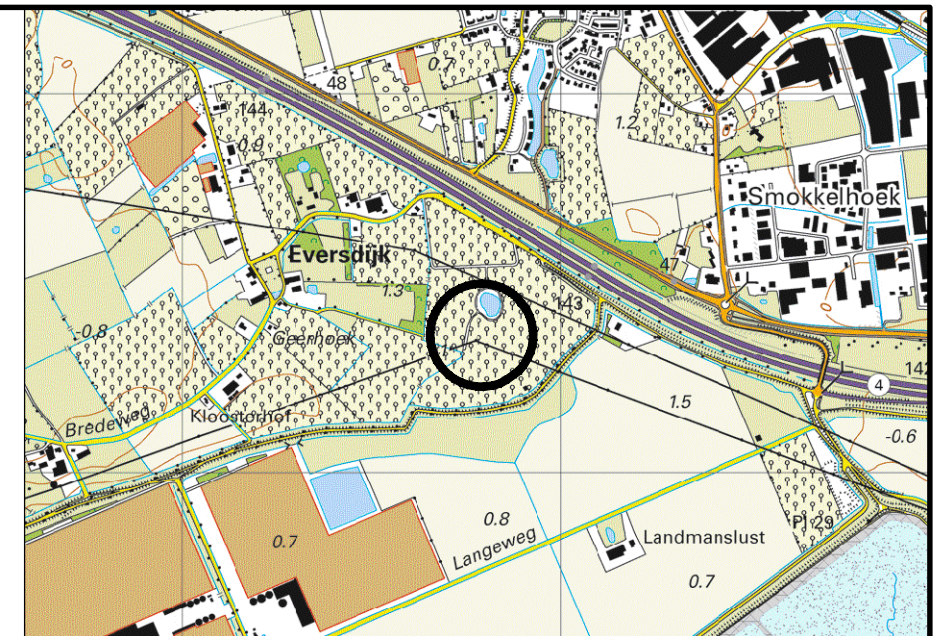 48
0.7
144
1.2
0.9
Smokkelhoek
Eversdijk
47
1.3
143
-0.8
Geerhoek
4
142
1.5
Bredeweg
Kloosterhof
-0.6
0.8
Pl 29
0.7
Langeweg
Landmanslust
0.7